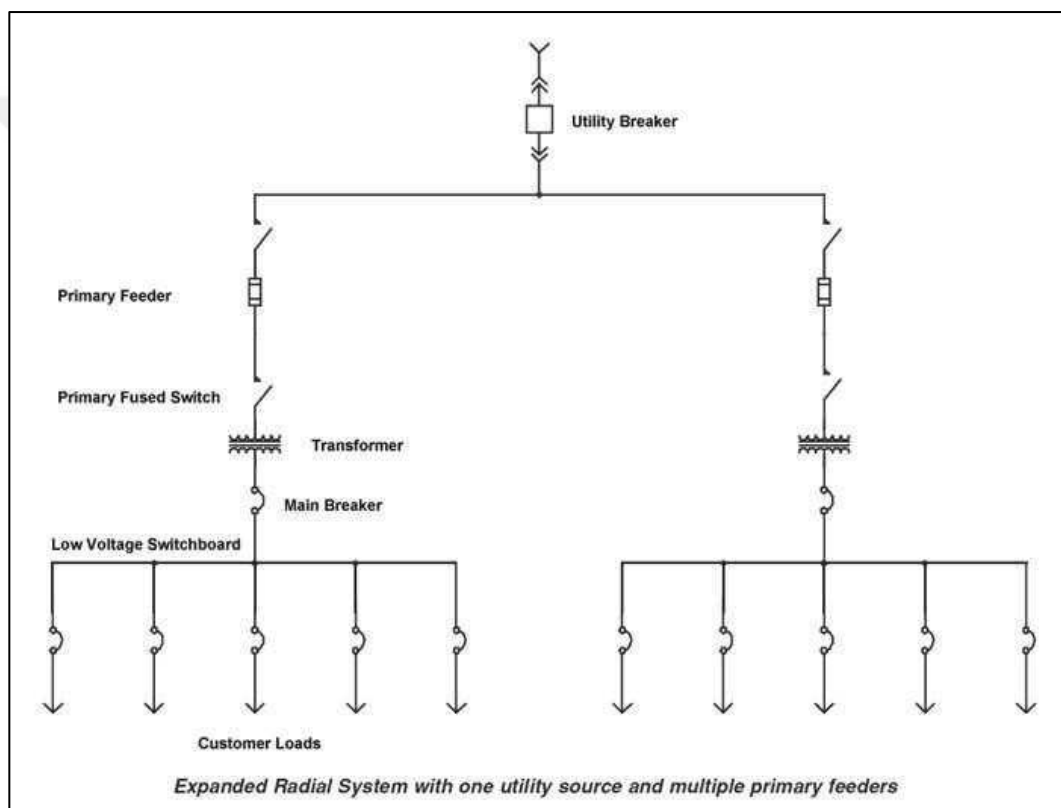 Utility Breaker
Primary Feeder
Primary Fused Switch
Transformer
Main Breaker
Low Voltage Switchboard
Customer Loads
Expanded Radial System with one utility source and multiple primary feeders